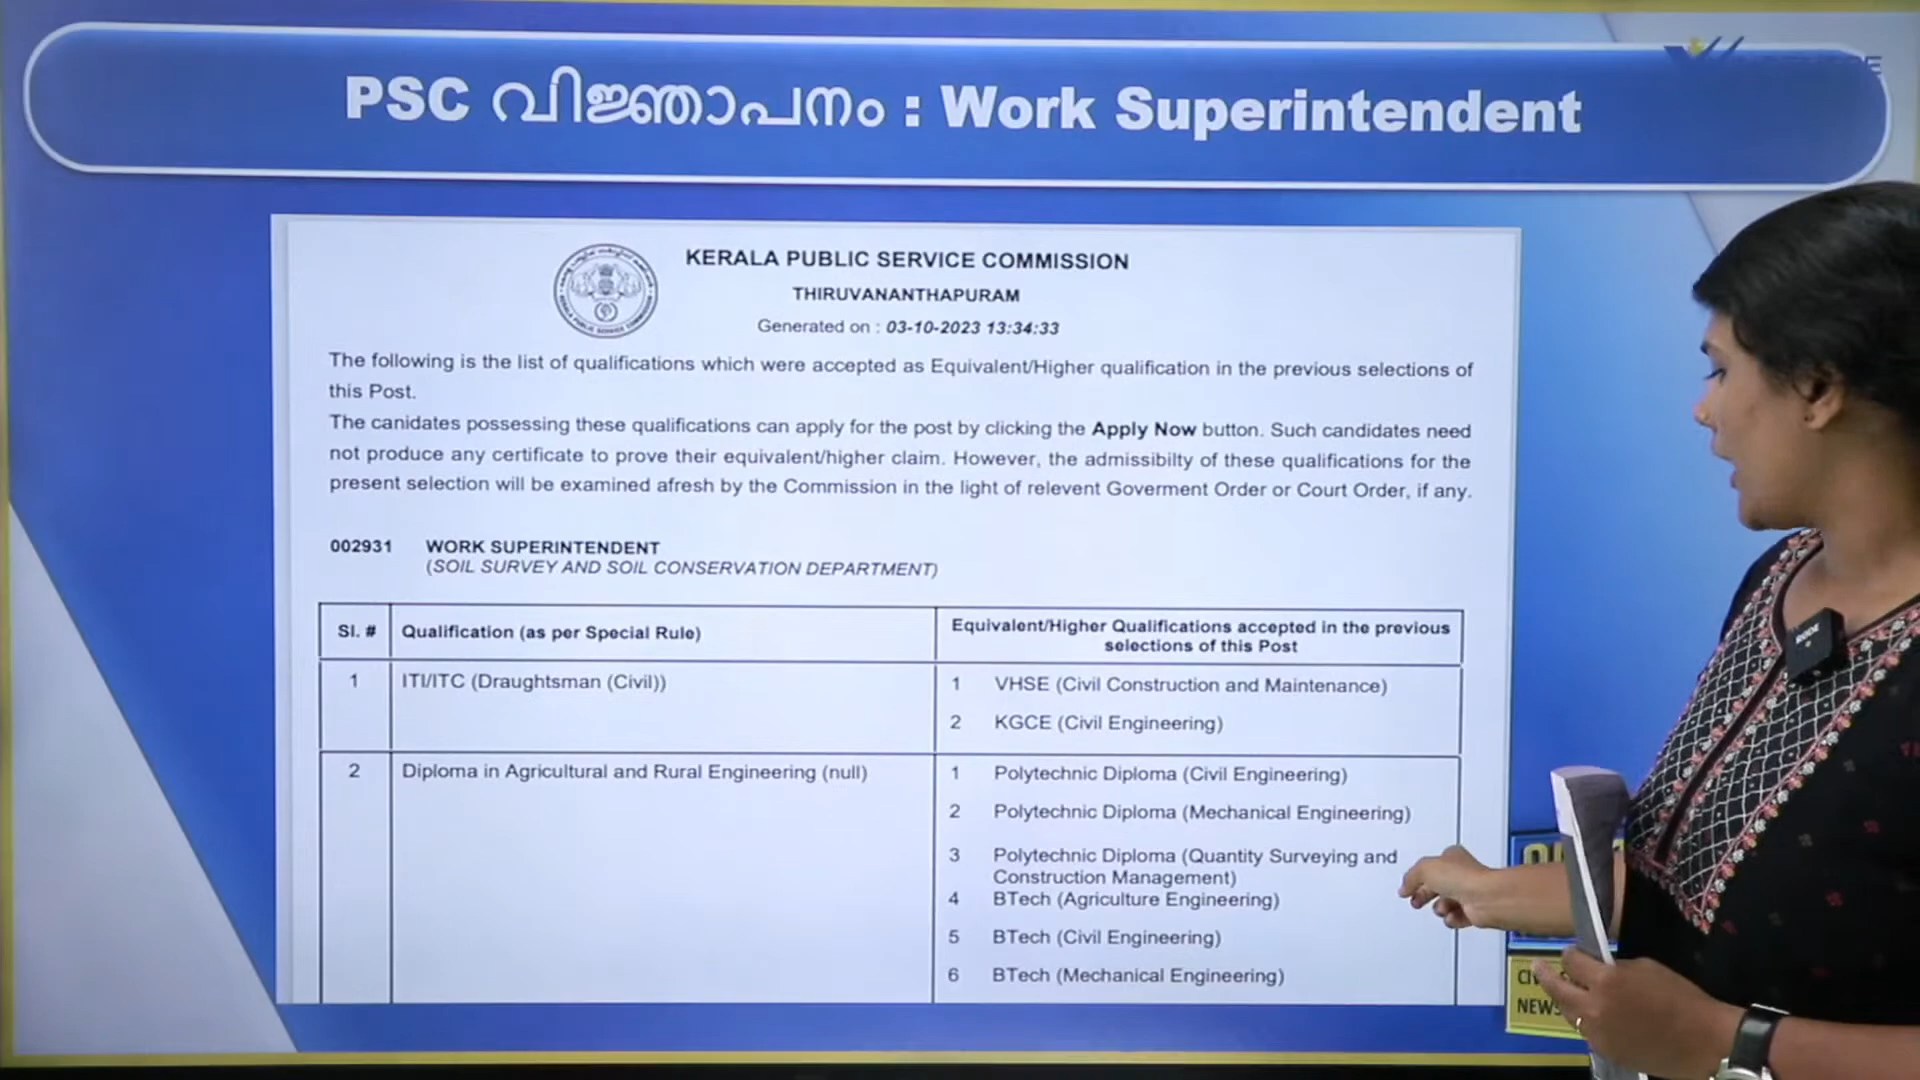 PSC വിജ്ഞാപനം : Work Superintendent
KERALA PUBLIC SERVICE COMMISSION
THIRUVANANTHAPURAM
Generated on : 03-10-2023 13:34:33
The following is the list of qualifications which were accepted as Equivalent/Higher qualification in the previous selections of
this Post.
The canidates possessing these qualifications can apply for the post by clicking the Apply Now button. Such candidates need
not produce any certificate to prove their equivalent/higher claim. However, the admissibilty of these qualifications for the
present selection will be examined afresh by the Commission in the light of relevent Goverment Order or Court Order, if any.
002931 WORK SUPERINTENDENT
(SOIL SURVEY AND SOIL CONSERVATION DEPARTMENT)
Sl. # Qualification (as per Special Rule) Equivalent/Higher Qualifications accepted in the previous
selections of this Post
1 ITI/ITC (Draughtsman (Civil)) 1 VHSE (Civil Construction and Maintenance)
2 KGCE (Civil Engineering)
2 Diploma in Agricultural and Rural Engineering (null) 1 Polytechnic Diploma (Civil Engineering)
2 Polytechnic Diploma (Mechanical Engineering)
3 Polytechnic Diploma (Quantity Surveying and
Construction Management)
4 BTech (Agriculture Engineering)
5 BTech (Civil Engineering)
6 BTech (Mechanical Engineering)
RODE
NEWS